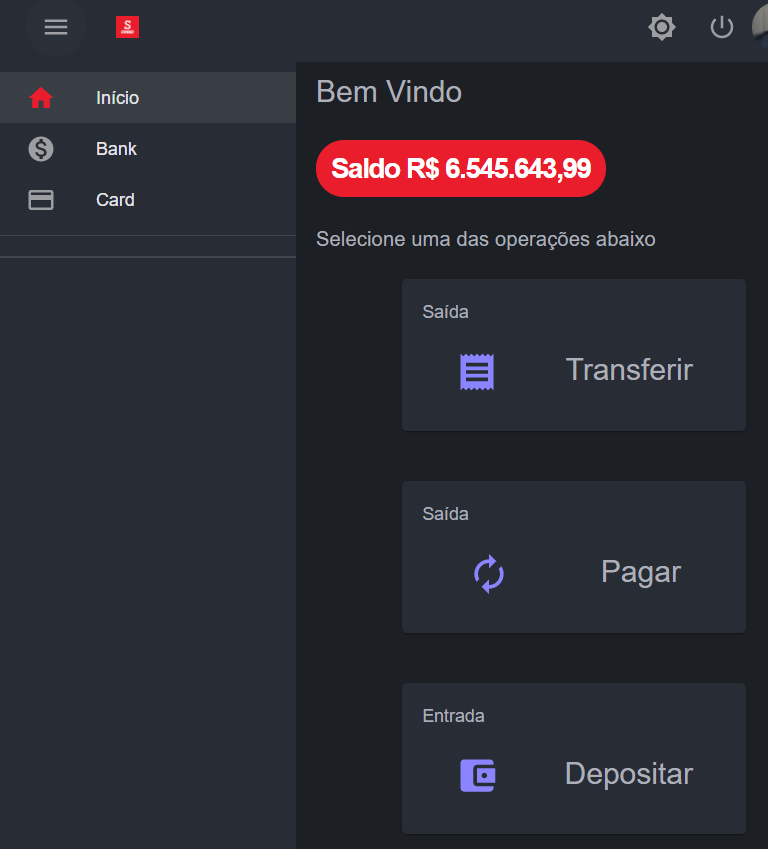 S
Início
Bank
Card
Bem Vindo
Saldo R$ 6.545.643,99
Selecione uma das operações abaixo
Saída
Transferir
Saída
Pagar
Entrada
Depositar